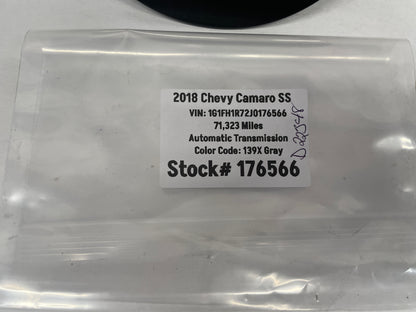 2018 Chevy Camaro SS
VIN: 1G1FH1R72J0176566
71,323 Miles
Automatic Transmission
Color Code: 139X Gray
Stock# 176566